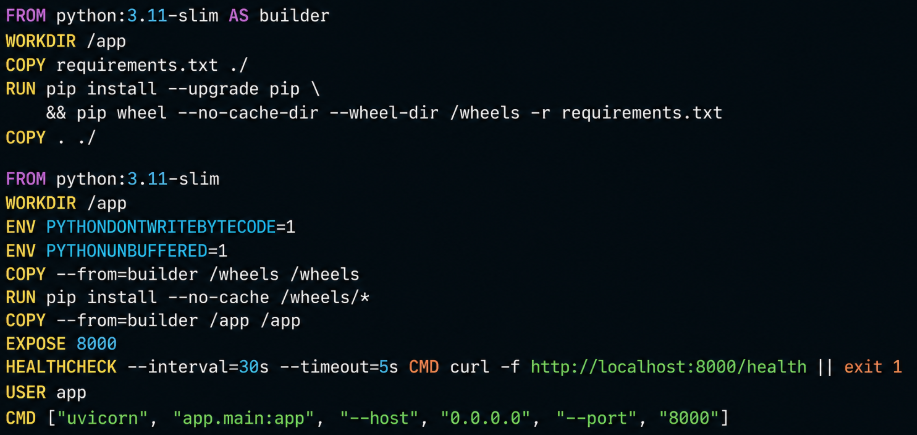 FROM python:3.11-slim AS builder
WORKDIR /app
COPY requirements.txt ./
RUN pip install --upgrade pip \
    && pip wheel --no-cache-dir --wheel-dir /wheels -r requirements.txt
COPY . ./

FROM python:3.11-slim
WORKDIR /app
ENV PYTHONDONTWRITEBYTECODE=1
ENV PYTHONUNBUFFERED=1
COPY --from=builder /wheels /wheels
RUN pip install --no-cache /wheels/*
COPY --from=builder /app /app
EXPOSE 8000
HEALTHCHECK --interval=30s --timeout=5s CMD curl -f http://localhost:8000/health || exit 1
USER app
CMD ["uvicorn", "app.main:app", "--host", "0.0.0.0", "--port", "8000"]